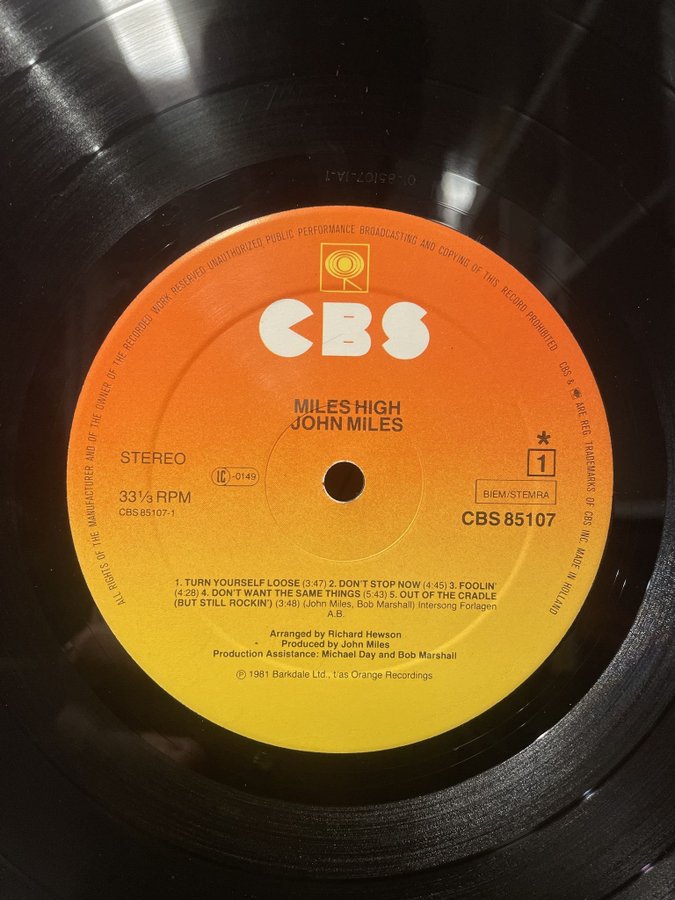 01-85107-1A-1
ALL RIGHTS OF THE MANUFACTURER AND OF THE OWNER OF THE RECORDED WORK RESERVED UNAUTHORIZED PUBLIC PERFORMANCE BROADCASTING AND COPYING OF THIS RECORD PROHIBITED
CBS & ARE REG. TRADEMARKS OF CBS INC. MADE IN HOLLAND
CBS
MILES HIGH
JOHN MILES
STEREO
LC-0149
*
1
33⅓ RPM
BIEM/STEMRA
CBS 85107-1
CBS 85107
1. TURN YOURSELF LOOSE (3:47) 2. DON'T STOP NOW (4:45) 3. FOOLIN'
(4:28) 4. DON'T WANT THE SAME THINGS (5:43) 5. OUT OF THE CRADLE
(BUT STILL ROCKIN') (3:48) (John Miles, Bob Marshall) Intersong Forlagen
A.B.
Arranged by Richard Hewson
Produced by John Miles
Production Assistance: Michael Day and Bob Marshall
Ⓟ 1981 Barkdale Ltd., t/as Orange Recordings